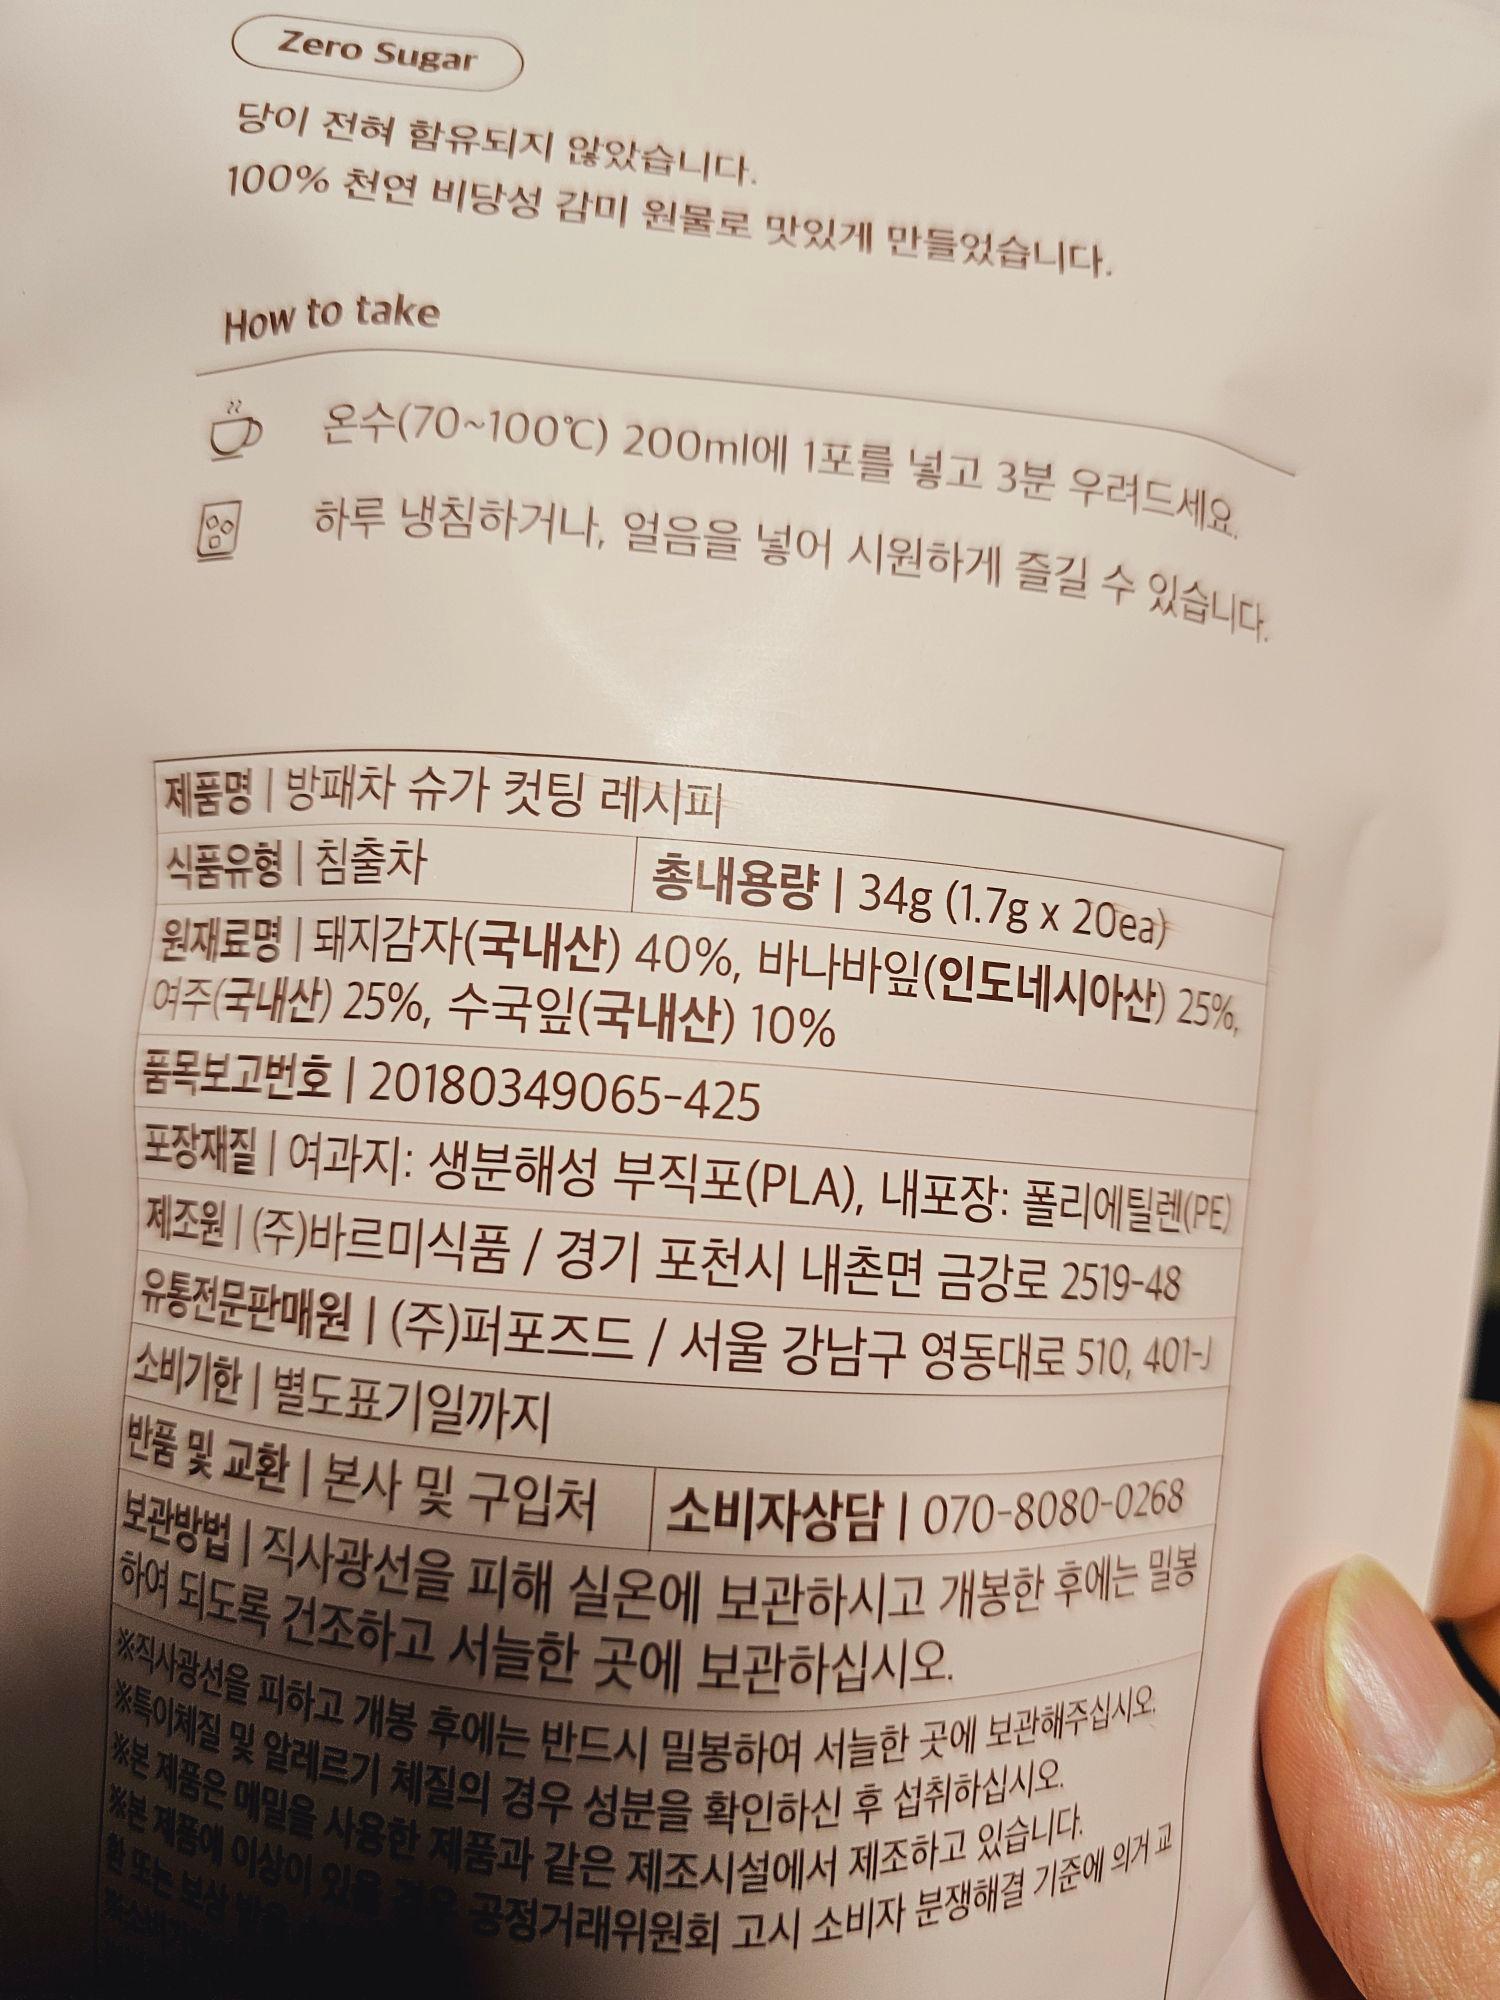 Zero Sugar
당이 전혀 함유되지 않았습니다.
100% 천연 비당성 감미 원물로 맛있게 만들었습니다.
How to take
온수(70~100℃) 200ml에 1포를 넣고 3분 우려드세요.
하루 냉침하거나, 얼음을 넣어 시원하게 즐길 수 있습니다.
제품명 | 방패차 슈가 컷팅 레시피
식품유형 | 침출차 총내용량 | 34g (1.7g x 20ea)
원재료명 | 돼지감자(국내산) 40%, 바나바잎(인도네시아산) 25%,
여주(국내산) 25%, 수국잎(국내산) 10%
품목보고번호 | 20180349065-425
포장재질 | 여과지: 생분해성 부직포(PLA), 내포장: 폴리에틸렌(PE)
제조원 | (주)바르미식품 / 경기 포천시 내촌면 금강로 2519-48
유통전문판매원 | (주)퍼포즈드 / 서울 강남구 영동대로 510, 401-J
소비기한 | 별도표기일까지
반품 및 교환 | 본사 및 구입처 소비자상담 | 070-8080-0268
보관방법 | 직사광선을 피해 실온에 보관하시고 개봉한 후에는 밀봉
하여 되도록 건조하고 서늘한 곳에 보관하십시오.
※직사광선을 피하고 개봉 후에는 반드시 밀봉하여 서늘한 곳에 보관해주십시오.
※특이체질 및 알레르기 체질의 경우 성분을 확인하신 후 섭취하십시오.
※본 제품은 메밀을 사용한 제품과 같은 제조시설에서 제조하고 있습니다.
※본 제품에 이상이 있을 경우 공정거래위원회 고시 소비자 분쟁해결 기준에 의거 교
환 또는 보상